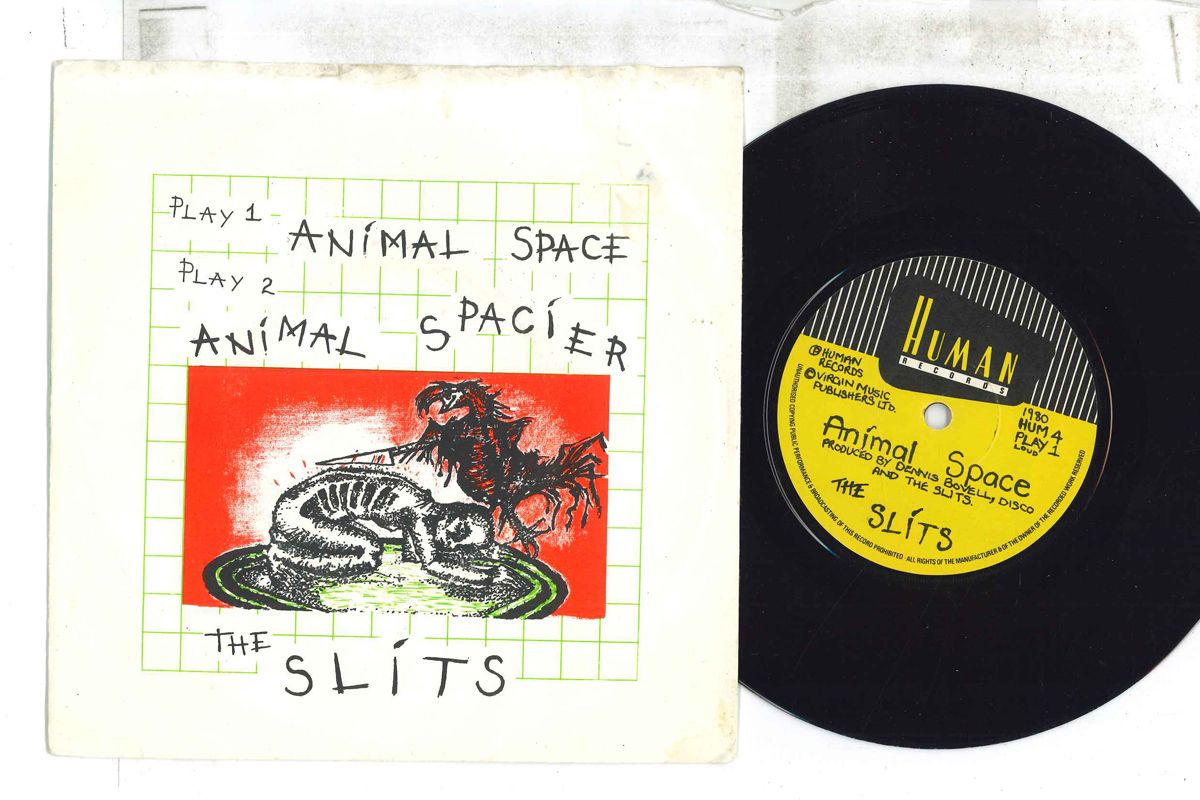 PLAY 1
ANiMAL SPACE
PLAY 2
ANiMAL SPACiER
THE
SLiTS
HUMAN
RECORDS
Ⓟ HUMAN
RECORDS
© VIRGIN MUSIC
PUBLISHERS LTD.
1980
HUM 4
PLAY 1
LOUD
Animal Space
PRODUCED BY DENNIS BOVELL, DISCO
AND THE SLITS.
THE
SLiTS
UNAUTHORISED COPYING PUBLIC PERFORMANCE & BROADCASTING OF THIS RECORD PROHIBITED · ALL RIGHTS OF THE MANUFACTURER & OF THE OWNER OF THE RECORDED WORK RESERVED